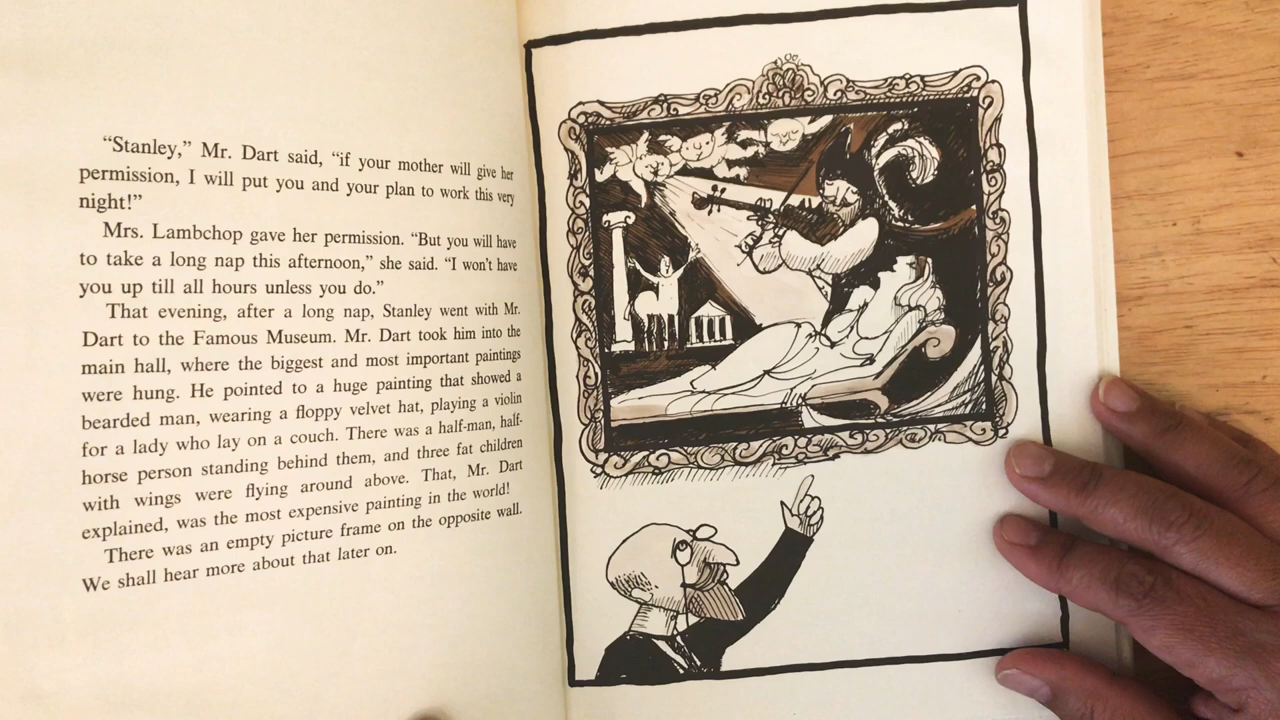 “Stanley,” Mr. Dart said, “if your mother will give her
permission, I will put you and your plan to work this very
night!”
Mrs. Lambchop gave her permission. “But you will have
to take a long nap this afternoon,” she said. “I won’t have
you up till all hours unless you do.”
That evening, after a long nap, Stanley went with Mr.
Dart to the Famous Museum. Mr. Dart took him into the
main hall, where the biggest and most important paintings
were hung. He pointed to a huge painting that showed a
bearded man, wearing a floppy velvet hat, playing a violin
for a lady who lay on a couch. There was a half-man, half-
horse person standing behind them, and three fat children
with wings were flying around above. That, Mr. Dart
explained, was the most expensive painting in the world!
There was an empty picture frame on the opposite wall.
We shall hear more about that later on.